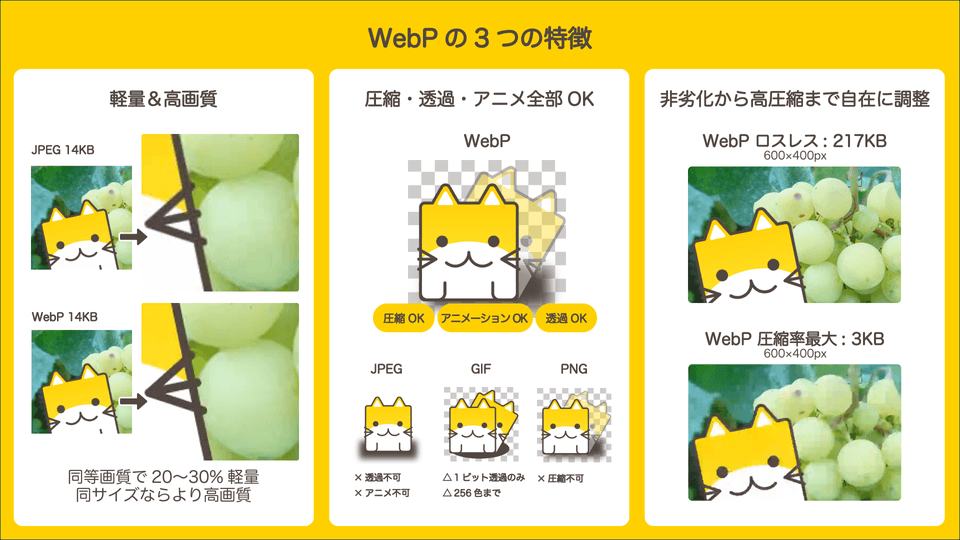 WebP の 3 つの特徴
軽量＆高画質
JPEG 14KB
WebP 14KB
同等画質で 20～30% 軽量
同サイズならより高画質
圧縮・透過・アニメ全部 OK
WebP
圧縮 OK
アニメーション OK
透過 OK
JPEG
× 透過不可
× アニメ不可
GIF
△ 1 ビット透過のみ
△ 256 色まで
PNG
× 圧縮不可
非劣化から高圧縮まで自在に調整
WebP ロスレス : 217KB
600×400px
WebP 圧縮率最大 : 3KB
600×400px